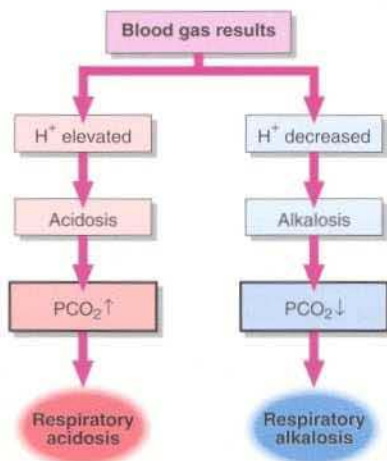 Blood gas results
H⁺ elevated
H⁺ decreased
Acidosis
Alkalosis
PCO₂↑
PCO₂↓
Respiratory
acidosis
Respiratory
alkalosis